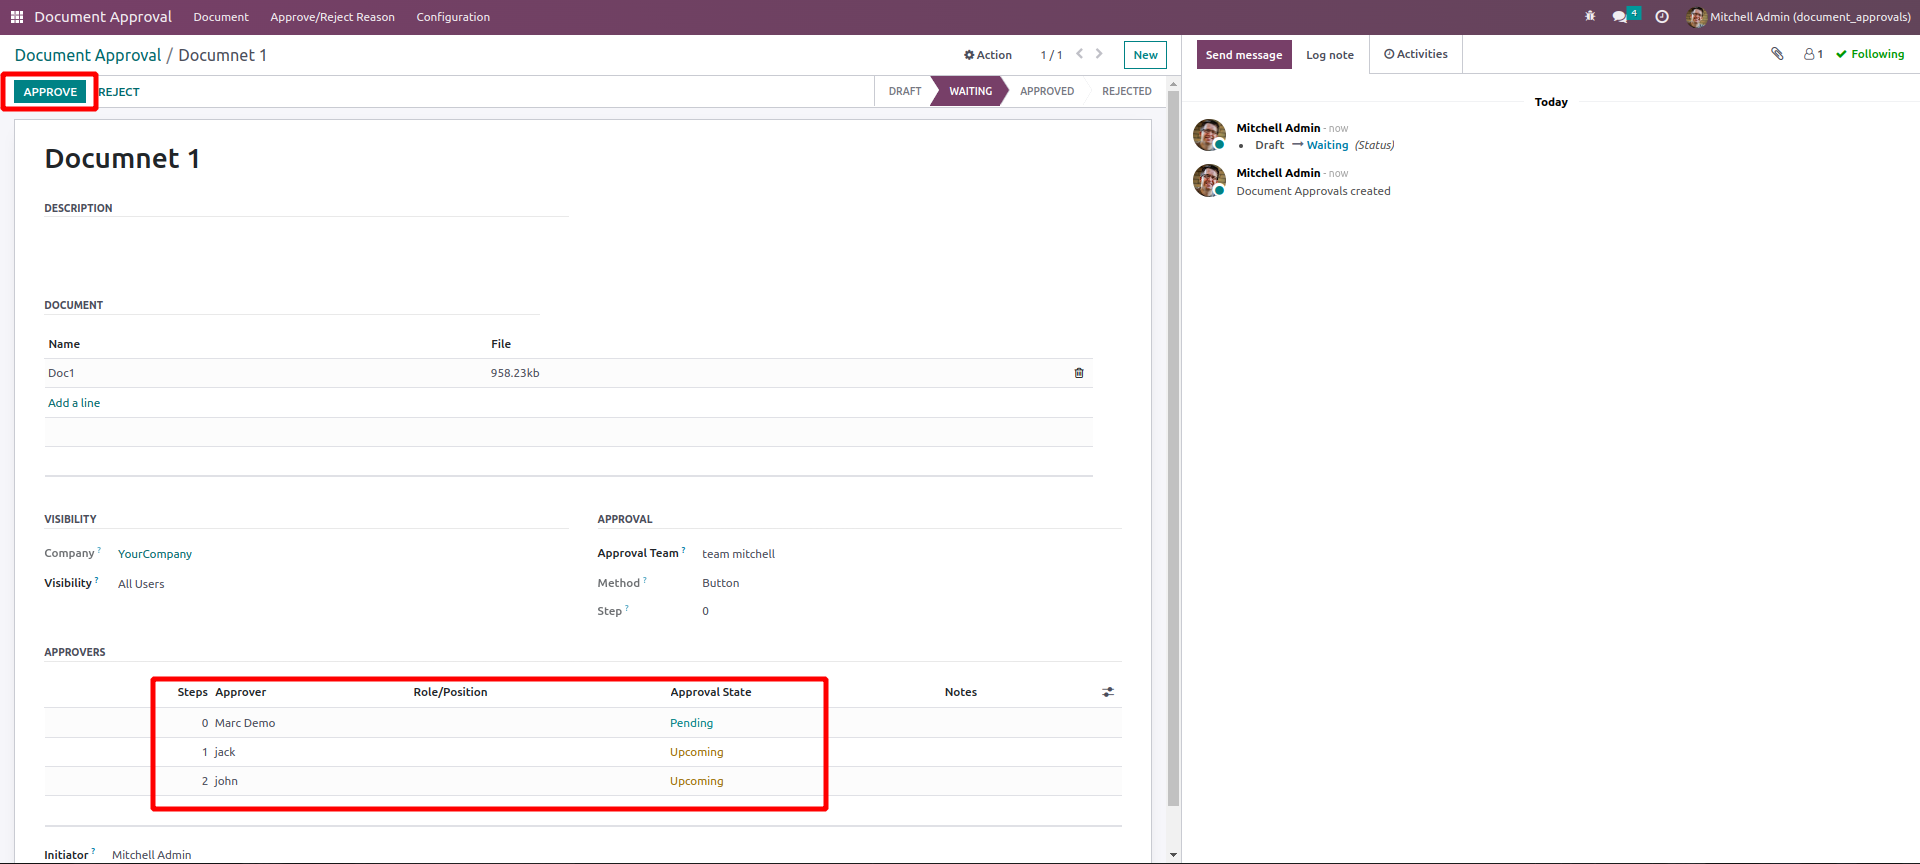 Document Approval Document Approve/Reject Reason Configuration 4 Mitchell Admin (document_approvals)
Document Approval / Documnet 1 Action 1 / 1 New
APPROVE REJECT DRAFT WAITING APPROVED REJECTED
Documnet 1
DESCRIPTION
DOCUMENT
Name File
Doc1 958.23kb
Add a line
VISIBILITY APPROVAL
Company ? YourCompany Approval Team ? team mitchell
Visibility ? All Users Method ? Button
Step ? 0
APPROVERS
Steps Approver Role/Position Approval State Notes
0 Marc Demo Pending
1 jack Upcoming
2 john Upcoming
Initiator ? Mitchell Admin
Send message Log note Activities 1 Following
Today
Mitchell Admin - now
• Draft → Waiting (Status)
Mitchell Admin - now
Document Approvals created